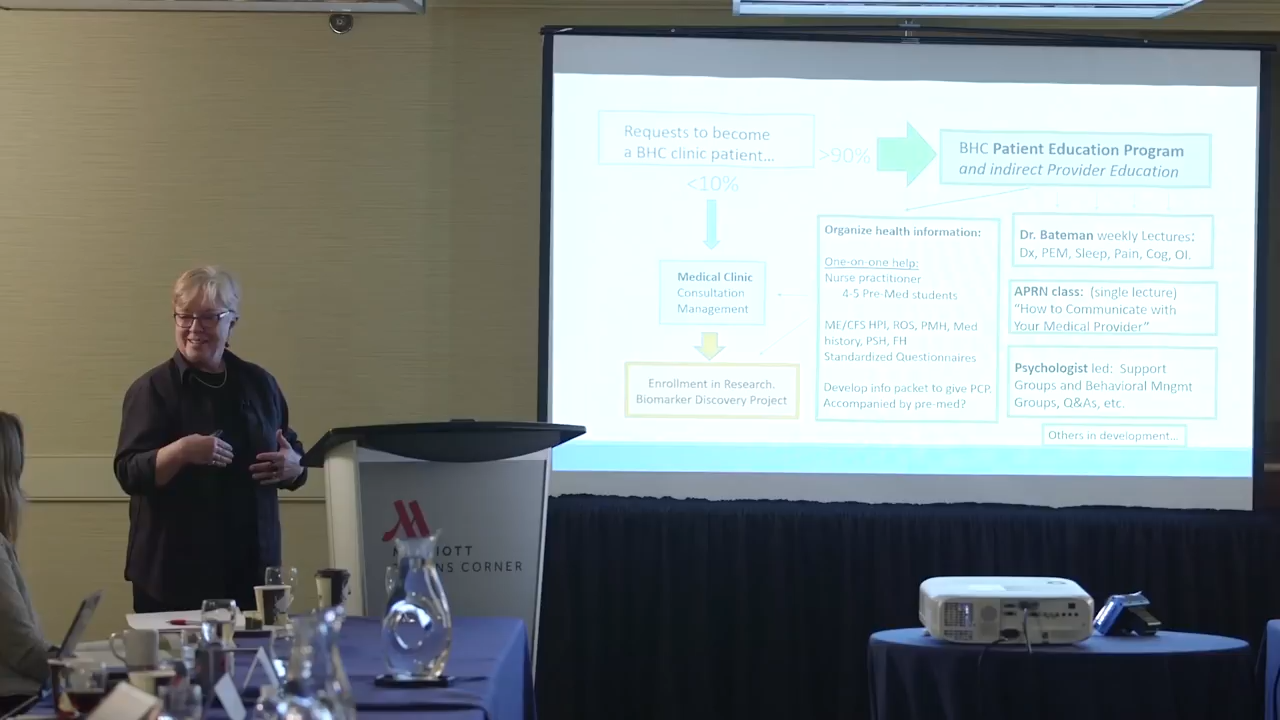 Requests to become
a BHC clinic patient...
>90%
BHC Patient Education Program
and indirect Provider Education
<10%
Medical Clinic
Consultation
Management
Enrollment in Research.
Biomarker Discovery Project
Organize health information:
One-on-one help:
Nurse practitioner
4-5 Pre-Med students
ME/CFS HPI, ROS, PMH, Med
history, PSH, FH
Standardized Questionnaires
Develop info packet to give PCP.
Accompanied by pre-med?
Dr. Bateman weekly Lectures:
Dx, PEM, Sleep, Pain, Cog, OI.
APRN class: (single lecture)
"How to Communicate with
Your Medical Provider"
Psychologist led: Support
Groups and Behavioral Mngmt
Groups, Q&As, etc.
Others in development...
CORNER